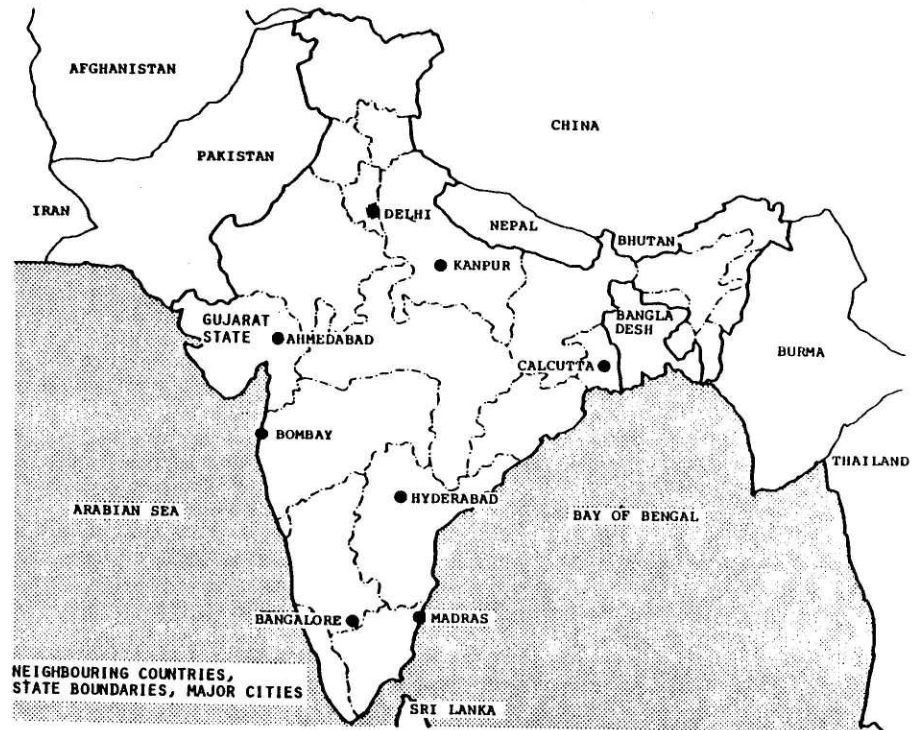 AFGHANISTAN
CHINA
PAKISTAN
IRAN
DELHI
NEPAL
BHUTAN
KANPUR
GUJARAT
STATE
AHMEDABAD
BANGLA
DESH
BURMA
CALCUTTA
BOMBAY
THAILAND
HYDERABAD
ARABIAN SEA
BAY OF BENGAL
BANGALORE
MADRAS
NEIGHBOURING COUNTRIES,
STATE BOUNDARIES, MAJOR CITIES
SRI LANKA